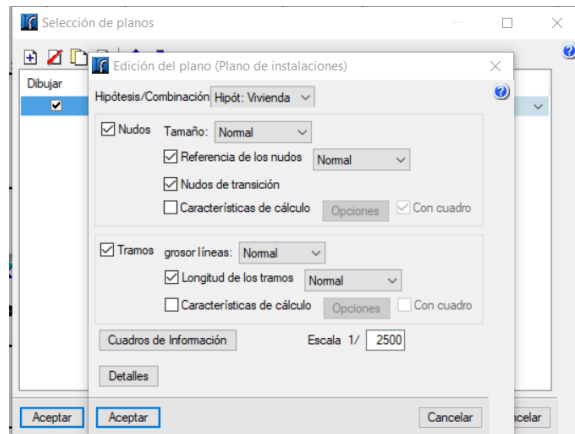 Selección de planos
Edición del plano (Plano de instalaciones)
Dibujar
Hipótesis/Combinación Hipót: Vivienda
Nudos Tamaño: Normal
Referencia de los nudos Normal
Nudos de transición
Características de cálculo Opciones Con cuadro
Tramos grosor líneas: Normal
Longitud de los tramos Normal
Características de cálculo Opciones Con cuadro
Cuadros de Información Escala 1/ 2500
Detalles
Aceptar Aceptar Cancelar ncelar